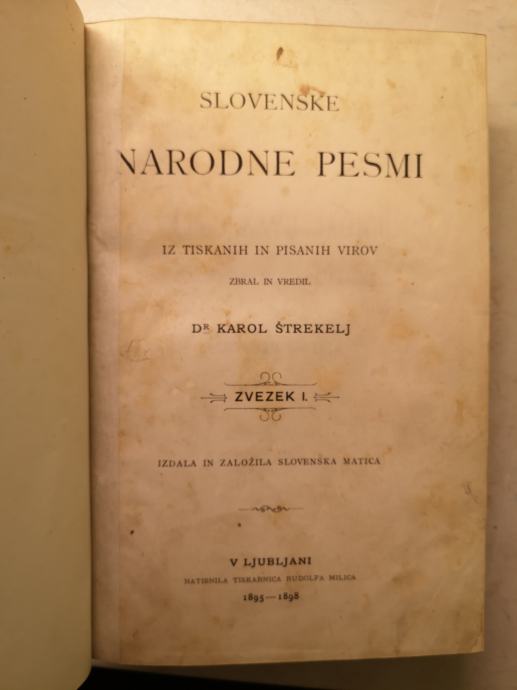 SLOVENSKE
NARODNE PESMI
IZ TISKANIH IN PISANIH VIROV
ZBRAL IN VREDIL
DR KAROL ŠTREKELJ
ZVEZEK I.
IZDALA IN ZALOŽILA SLOVENSKA MATICA
V LJUBLJANI
NATISNILA TISKARNICA RUDOLFA MILICA
1895—1898